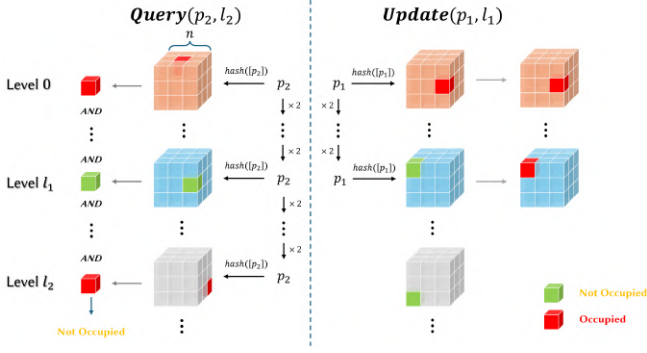 Query(p₂, l₂)
n
Level 0
hash([p₂])
p₂
× 2
AND
⋮
⋮
⋮
× 2
AND
Level l₁
hash([p₂])
p₂
× 2
AND
⋮
⋮
⋮
× 2
AND
Level l₂
hash([p₂])
p₂
Not Occupied
⋮
Update(p₁, l₁)
p₁
hash([p₁])
× 2
⋮
⋮
⋮
× 2
p₁
hash([p₁])
⋮
⋮
Not Occupied
Occupied